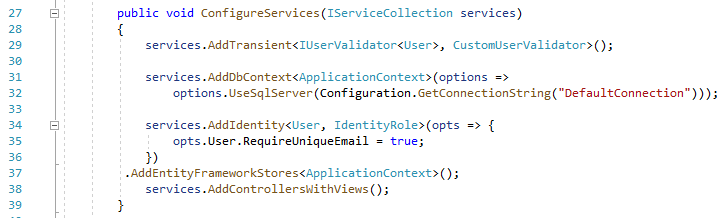 27 public void ConfigureServices(IServiceCollection services)
28 {
29 services.AddTransient<IUserValidator<User>, CustomUserValidator>();
30
31 services.AddDbContext<ApplicationContext>(options =>
32 options.UseSqlServer(Configuration.GetConnectionString("DefaultConnection")));
33
34 services.AddIdentity<User, IdentityRole>(opts => {
35 opts.User.RequireUniqueEmail = true;
36 })
37 .AddEntityFrameworkStores<ApplicationContext>();
38 services.AddControllersWithViews();
39 }